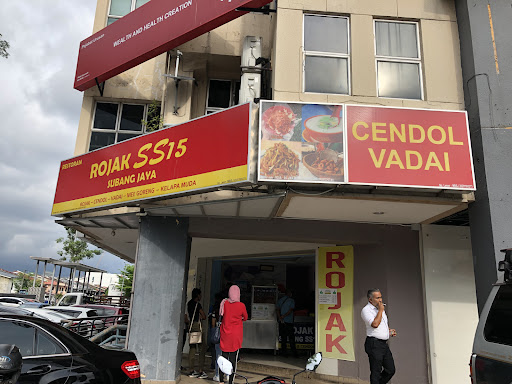 WEALTH AND HEALTH CREATION
RESTORAN
ROJAK SS15
SUBANG JAYA
ROJAK - CENDOL - VADAI - MEE GORENG - KELAPA MUDA
CENDOL
VADAI
ROJAK
ROJAK